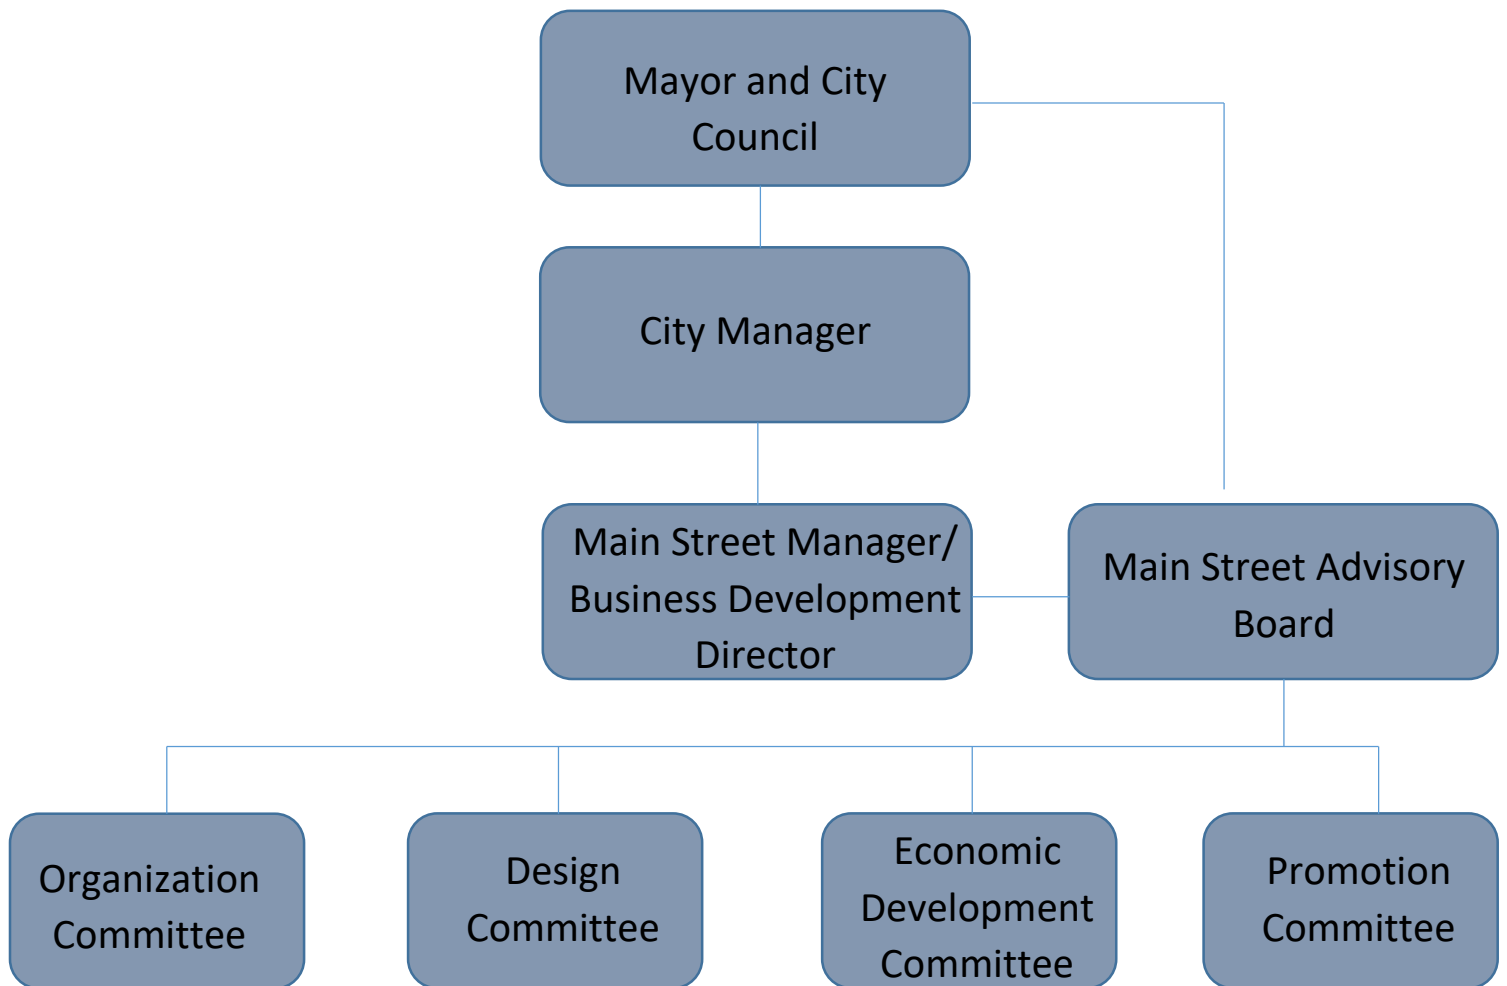 Mayor and City
Council
City Manager
Main Street Manager/
Business Development
Director
Main Street Advisory
Board
Organization
Committee
Design
Committee
Economic
Development
Committee
Promotion
Committee